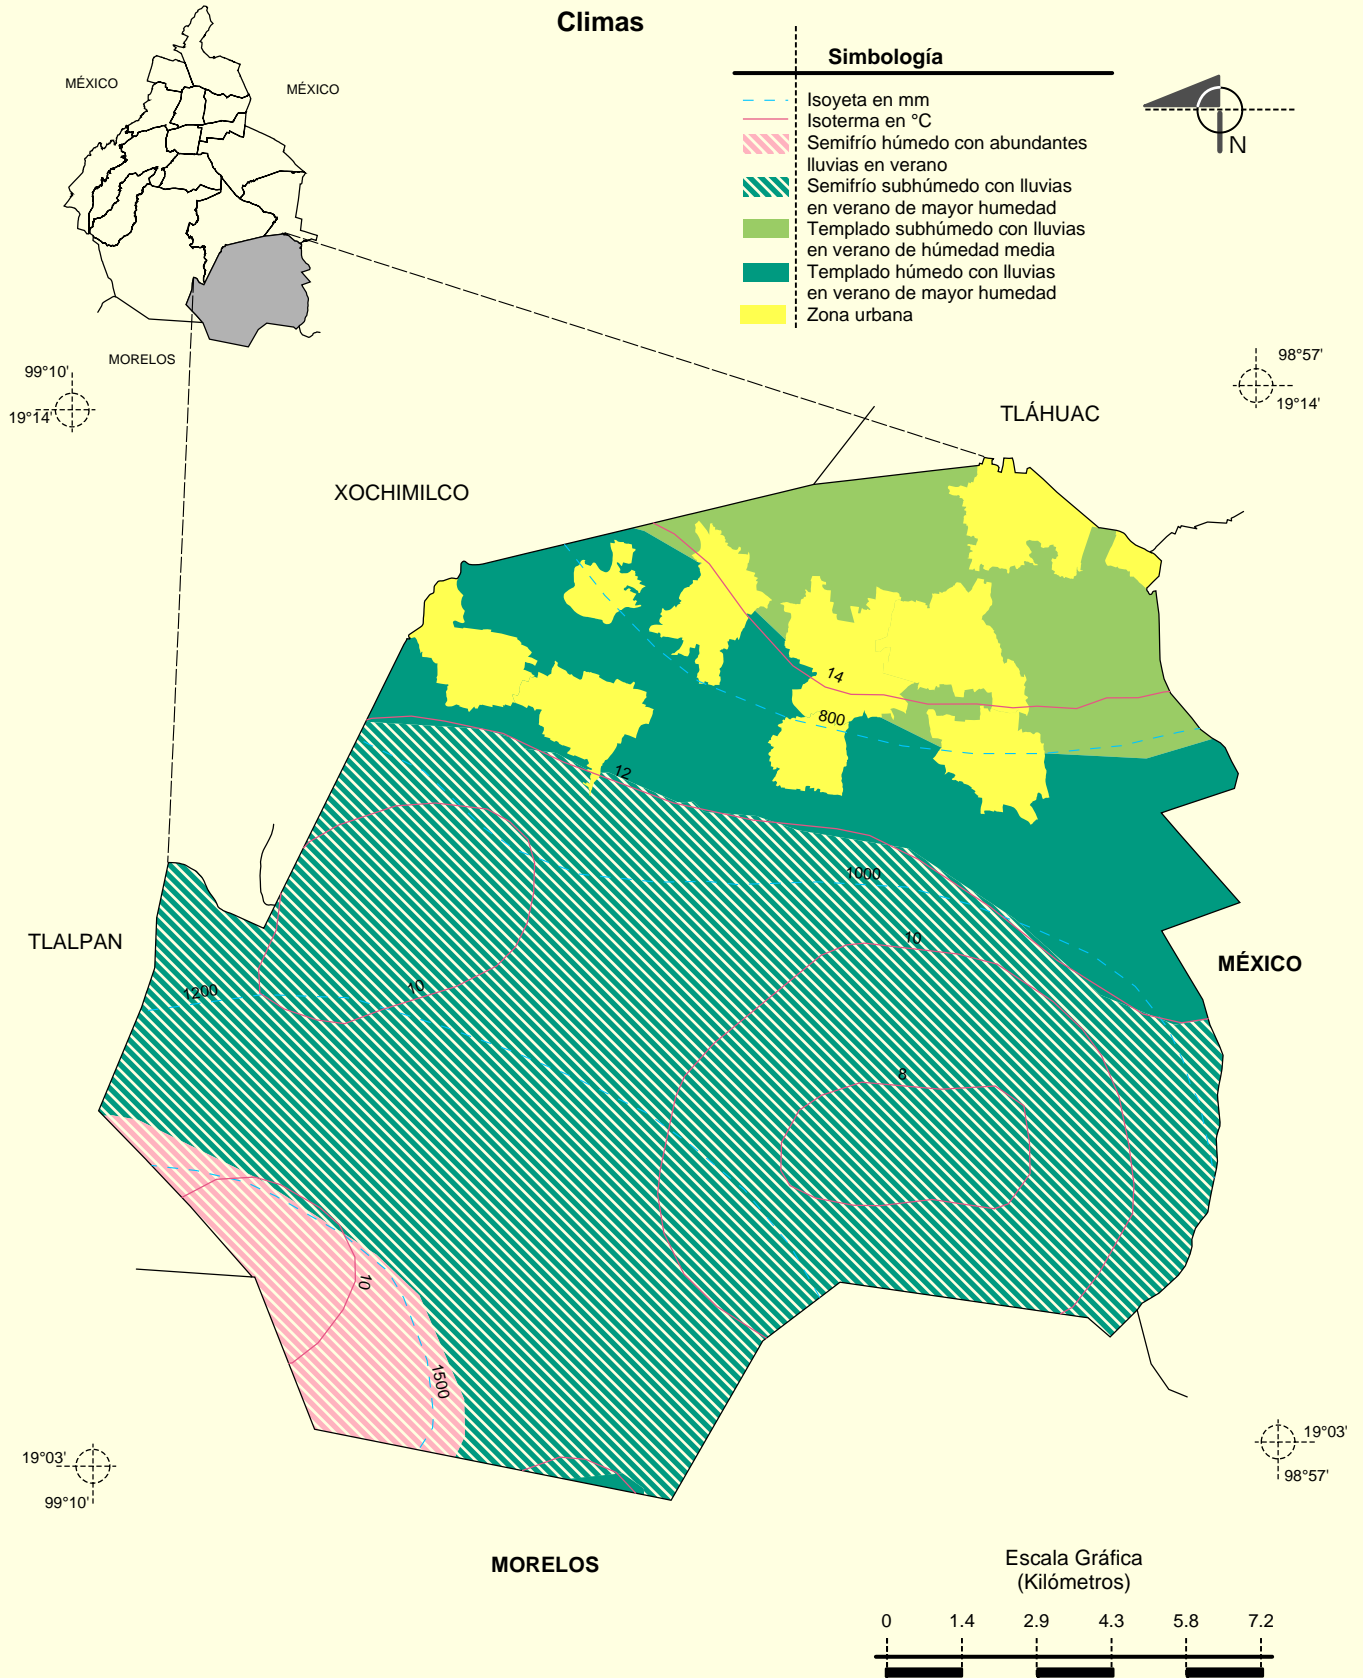 Climas
Simbología
Isoyeta en mm
Isoterma en °C
Semifrío húmedo con abundantes
lluvias en verano
Semifrío subhúmedo con lluvias
en verano de mayor humedad
Templado subhúmedo con lluvias
en verano de húmedad media
Templado húmedo con lluvias
en verano de mayor humedad
Zona urbana
N
MÉXICO
MÉXICO
MORELOS
99°10'
19°14'
98°57'
19°14'
TLÁHUAC
XOCHIMILCO
14
800
12
1000
10
TLALPAN
MÉXICO
1200
10
8
10
1500
19°03'
99°10'
19°03'
98°57'
MORELOS
Escala Gráfica
(Kilómetros)
0 1.4 2.9 4.3 5.8 7.2